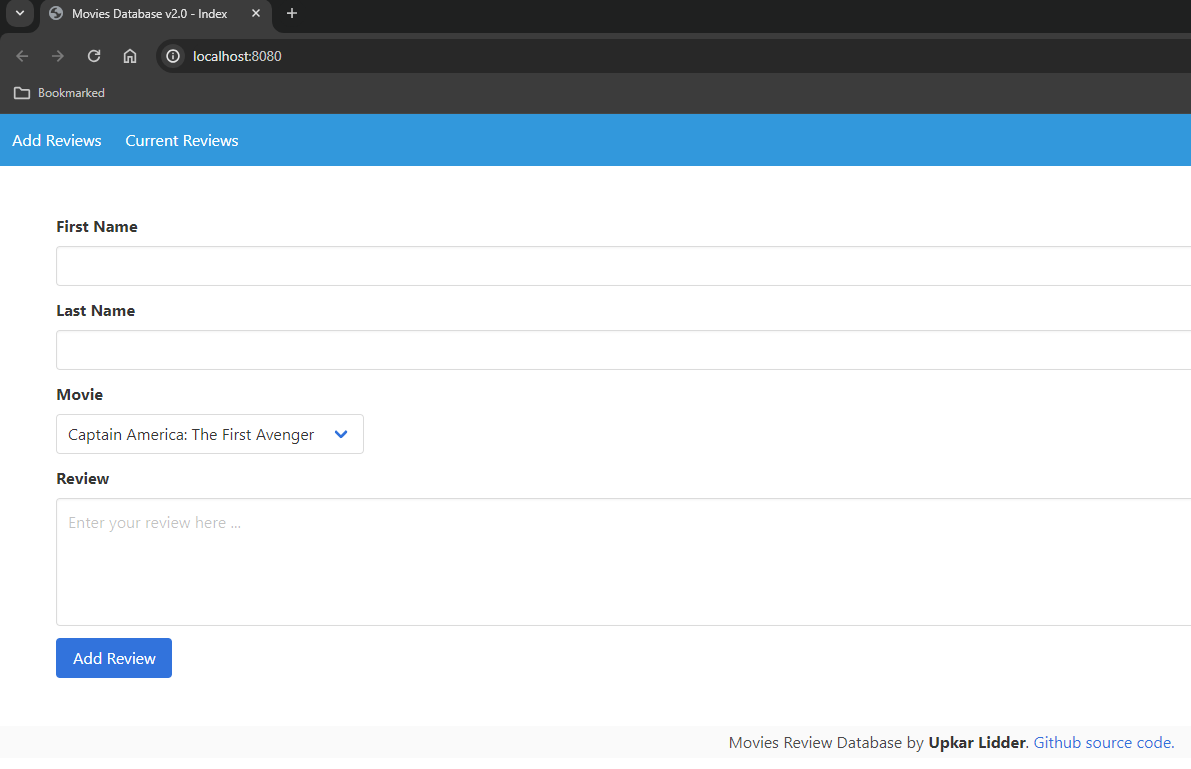 Movies Database v2.0 - Index
localhost:8080
Bookmarked
Add Reviews Current Reviews
First Name
Last Name
Movie
Captain America: The First Avenger
Review
Enter your review here ...
Add Review
Movies Review Database by Upkar Lidder. Github source code.